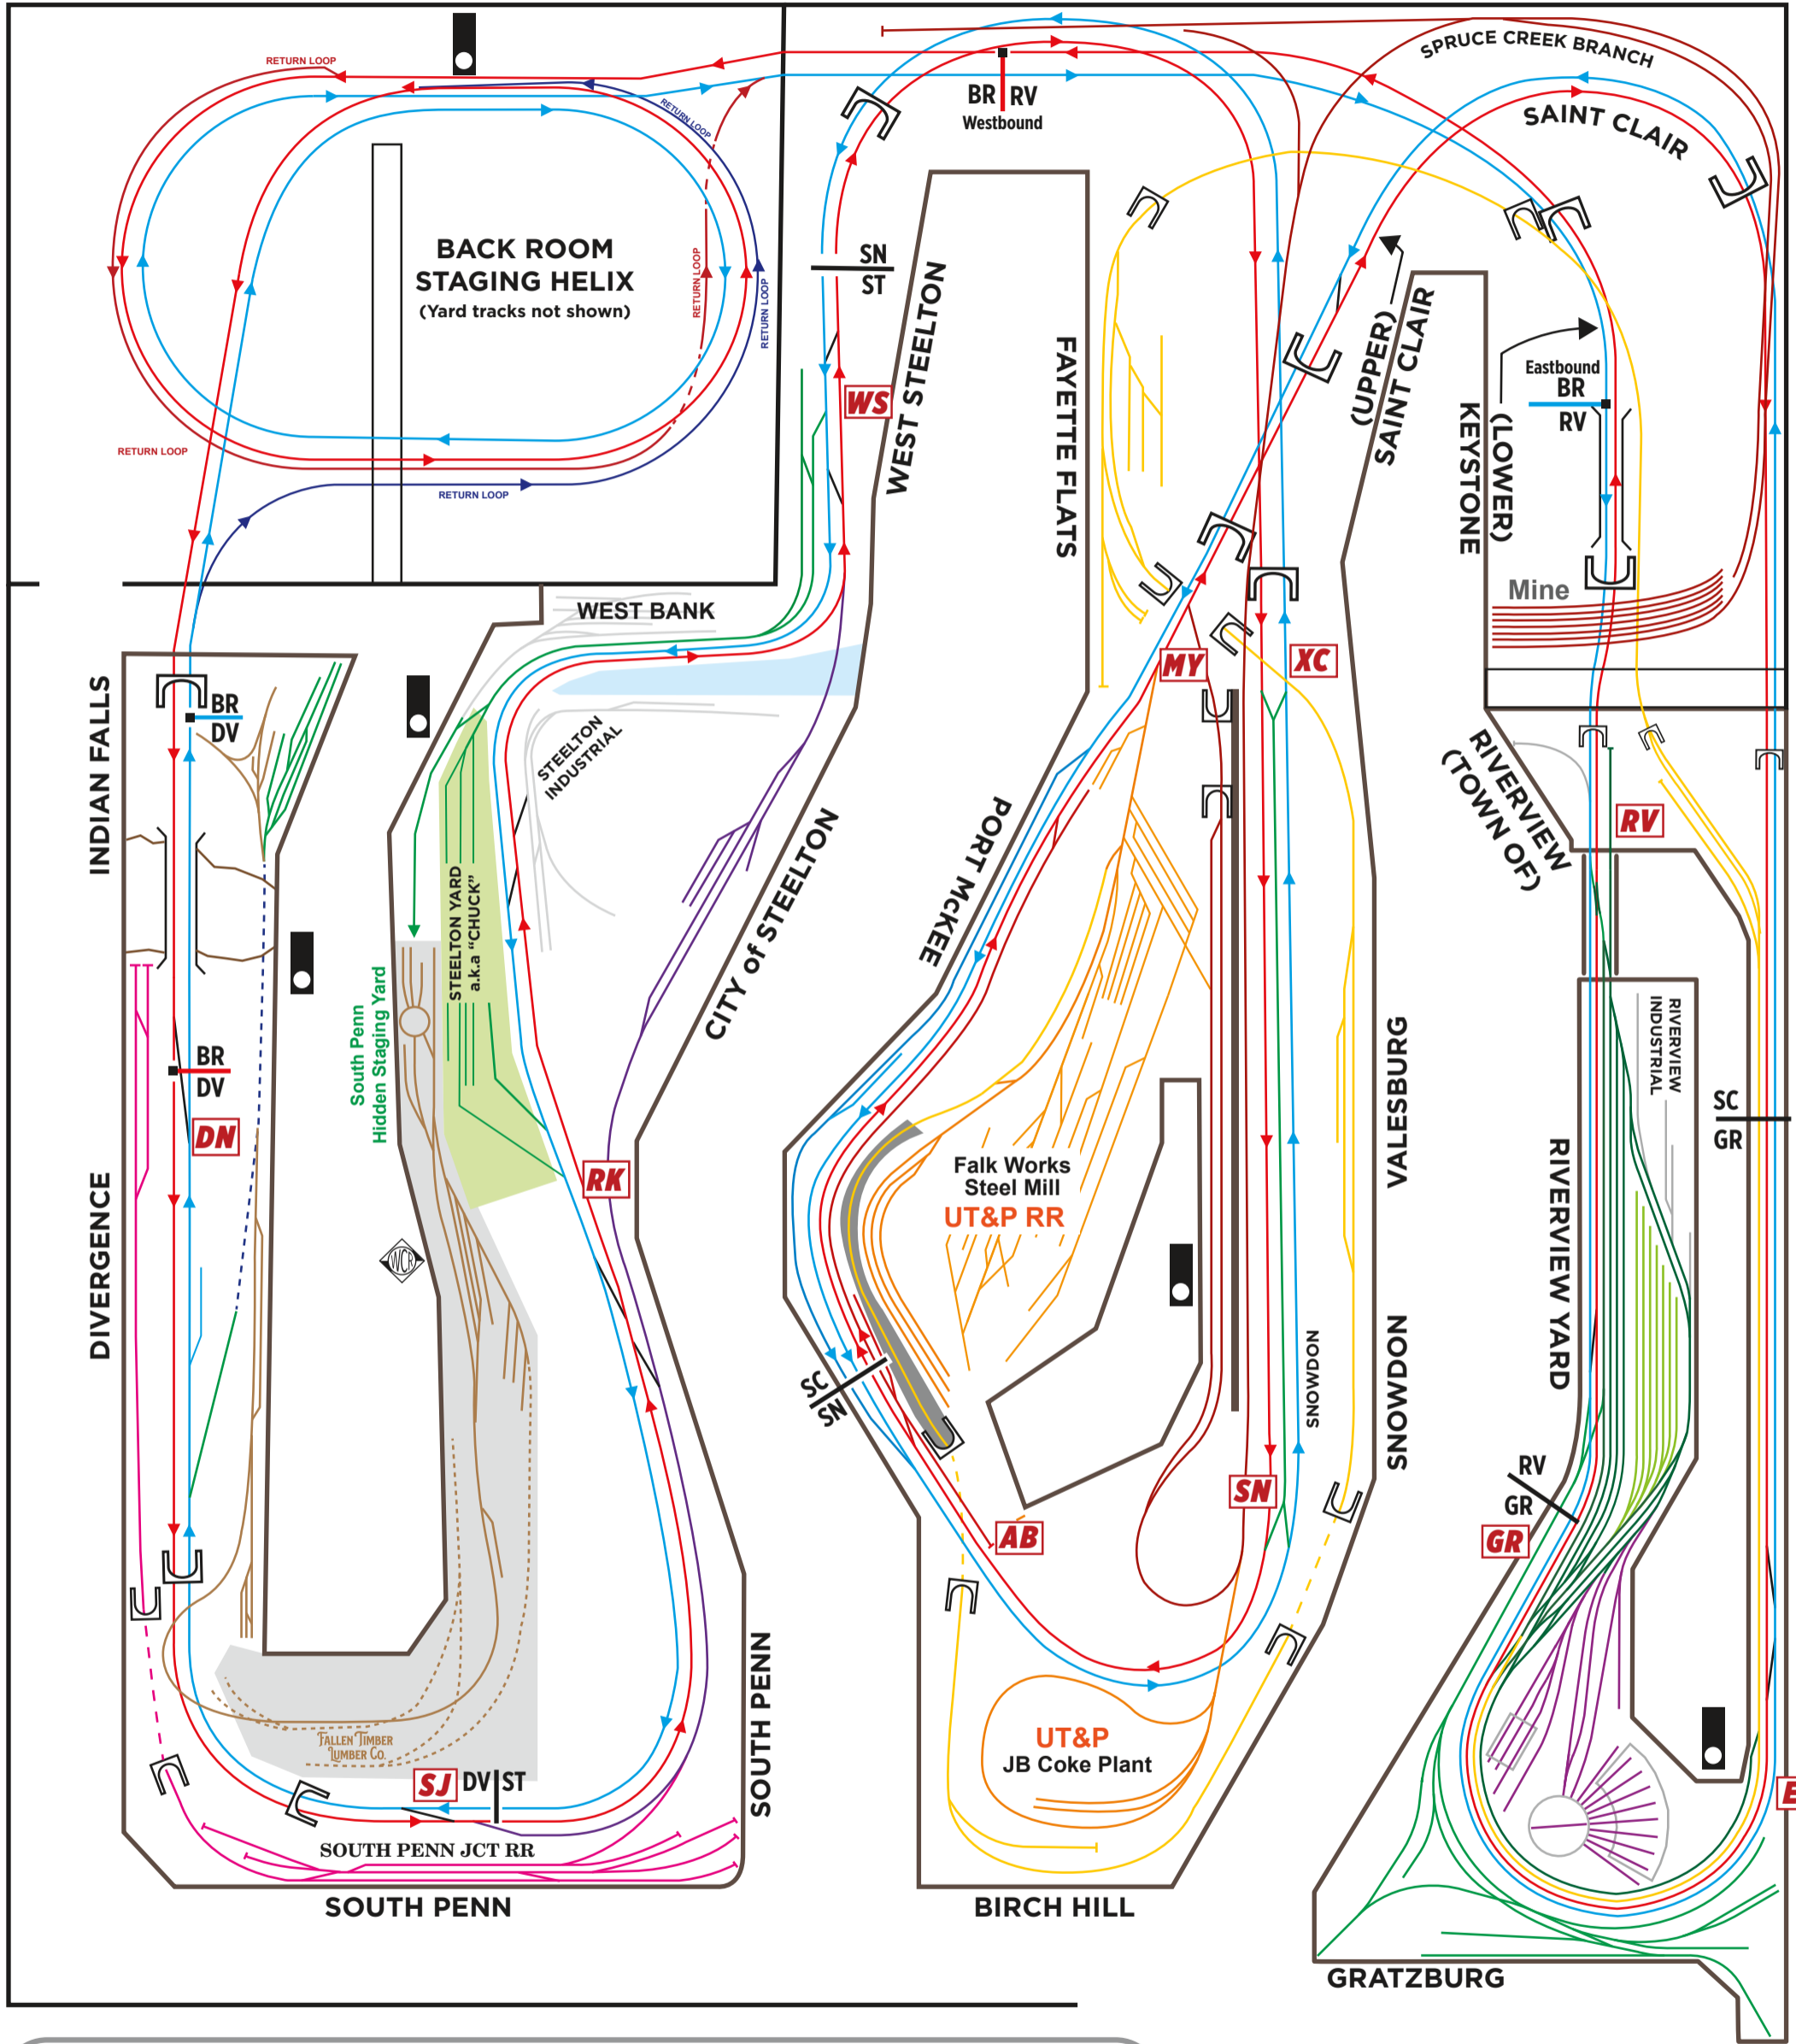 RETURN LOOP
SPRUCE CREEK BRANCH
BR RV
Westbound
RETURN LOOP
SAINT CLAIR
BACK ROOM
STAGING HELIX
(Yard tracks not shown)
RETURN LOOP
RETURN LOOP
SN
ST
WEST STEELTON
FAYETTE FLATS
(UPPER)
SAINT CLAIR
Eastbound
BR
RV
KEYSTONE
(LOWER)
WS
RETURN LOOP
RETURN LOOP
Mine
WEST BANK
MY
XC
INDIAN FALLS
BR
DV
STEELTON
INDUSTRIAL
RIVERVIEW
(TOWN OF)
RV
PORT McKEE
CITY of STEELTON
STEELTON YARD
a.k.a "CHUCK"
South Penn
Hidden Staging Yard
RIVERVIEW
INDUSTRIAL
BR
DV
DN
VALESBURG
SC
GR
Falk Works
Steel Mill
UT&P RR
RK
RIVERVIEW YARD
DIVERGENCE
WCR
SNOWDON
SNOWDON
SC
SN
RV
GR
SN
AB
GR
SOUTH PENN
FALLEN TIMBER
LUMBER CO.
UT&P
JB Coke Plant
SJ
DV ST
E
SOUTH PENN JCT RR
SOUTH PENN
BIRCH HILL
GRATZBURG